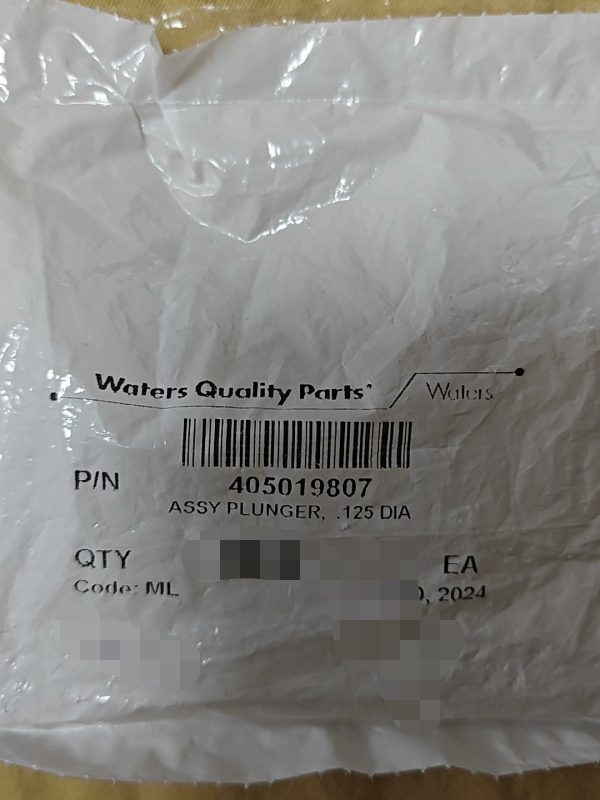 Waters Quality Parts
Waters
P/N 405019807
ASSY PLUNGER, .125 DIA
QTY EA
Code: ML , 2024